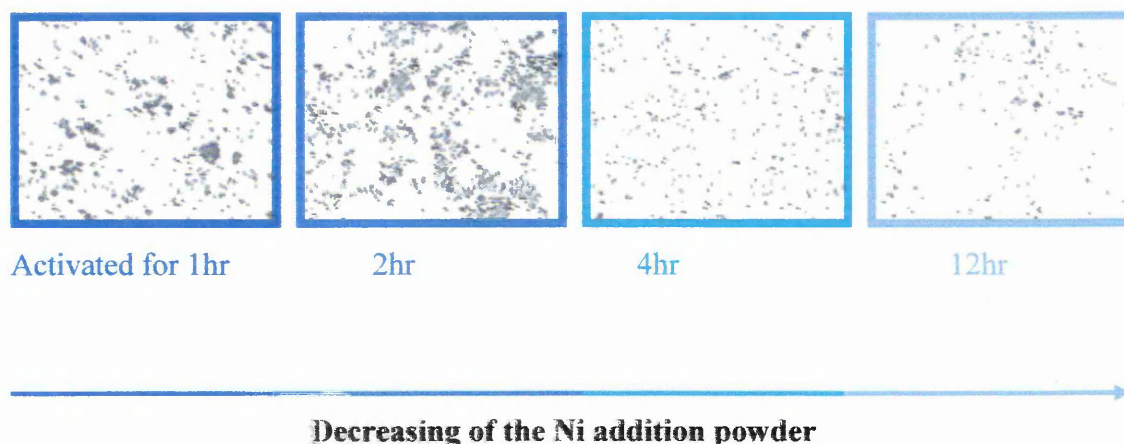 Activated for 1hr 2hr 4hr 12hr
Decreasing of the Ni addition powder